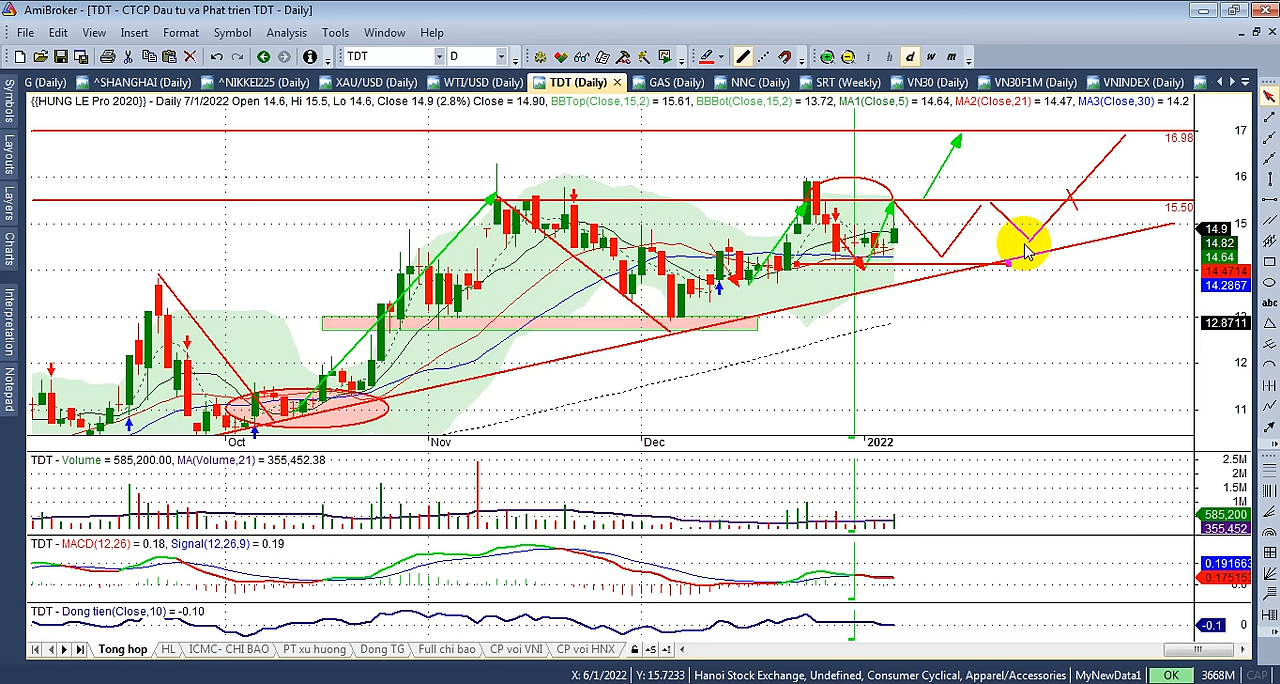 AmiBroker - [TDT - CTCP Dau tu va Phat trien TDT - Daily]
File Edit View Insert Format Symbol Analysis Tools Window Help
TDT D i h d w m
G (Daily) ^SHANGHAI (Daily) ^NIKKEI225 (Daily) XAU/USD (Daily) WTI/USD (Daily) TDT (Daily) GAS (Daily) NNC (Daily) SRT (Weekly) VN30 (Daily) VN30F1M (Daily) VNINDEX (Daily)
Symbols
Layouts
Layers
Charts
Interpretation
Notepad
{{HUNG LE Pro 2020}} - Daily 7/1/2022 Open 14.6, Hi 15.5, Lo 14.6, Close 14.9 (2.8%) Close = 14.90, BBTop(Close,15,2) = 15.61, BBBot(Close,15,2) = 13.72, MA1(Close,5) = 14.64, MA2(Close,21) = 14.47, MA3(Close,30) = 14.2
17
16.98
16
15.50
15
14.9
14.82
14.64
14.4714
14.2867
12.8711
12
11
Oct Nov Dec 2022
abc
TDT - Volume = 585,200.00, MA(Volume,21) = 355,452.38
2.5M
2M
1.5M
1M
585,200
355,452
TDT - MACD(12,26) = 0.18, Signal(12,26,9) = 0.19
0.191663
0.175153
TDT - Dong tien(Close,10) = -0.10
-0.1 0
Tong hop HL ICMC- CHI BAO PT xu huong Dong TG Full chi bao CP voi VNI CP voi HNX
X: 6/1/2022 Y: 15.7233 Hanoi Stock Exchange, Undefined, Consumer Cyclical, Apparel/Accessories MyNewData1 OK 3668M CAP